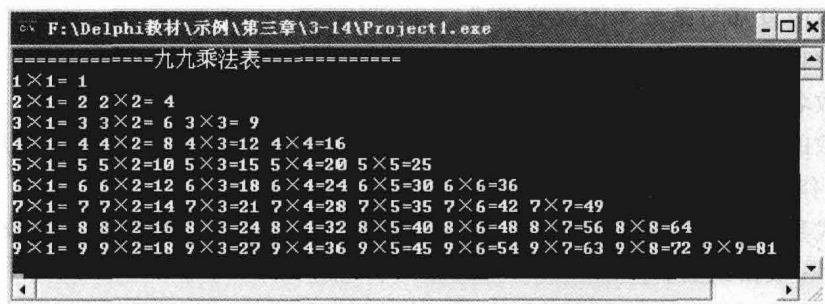 F:\Delphi教材\示例\第三章\3-14\Project1.exe
=============九九乘法表=============
1×1= 1
2×1= 2 2×2= 4
3×1= 3 3×2= 6 3×3= 9
4×1= 4 4×2= 8 4×3=12 4×4=16
5×1= 5 5×2=10 5×3=15 5×4=20 5×5=25
6×1= 6 6×2=12 6×3=18 6×4=24 6×5=30 6×6=36
7×1= 7 7×2=14 7×3=21 7×4=28 7×5=35 7×6=42 7×7=49
8×1= 8 8×2=16 8×3=24 8×4=32 8×5=40 8×6=48 8×7=56 8×8=64
9×1= 9 9×2=18 9×3=27 9×4=36 9×5=45 9×6=54 9×7=63 9×8=72 9×9=81